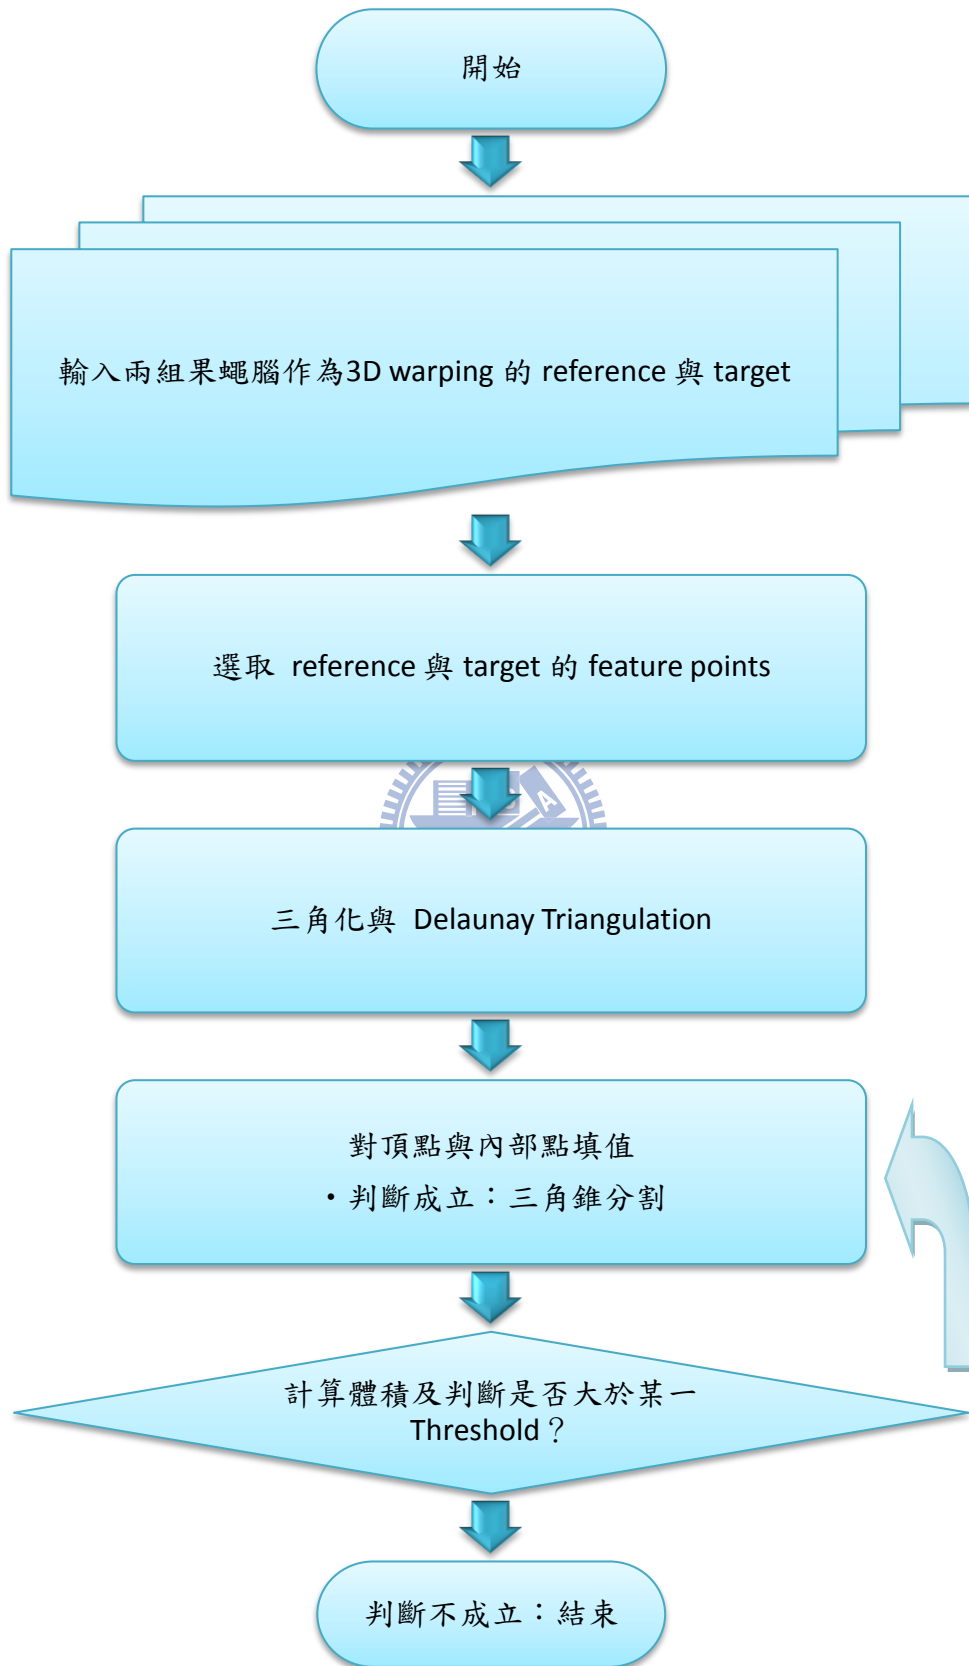 開始
輸入兩組果蠅腦作為3D warping 的 reference 與 target
選取 reference 與 target 的 feature points
A
三角化與 Delaunay Triangulation
對頂點與內部點填值
・判斷成立：三角錐分割
計算體積及判斷是否大於某一
Threshold？
判斷不成立：結束